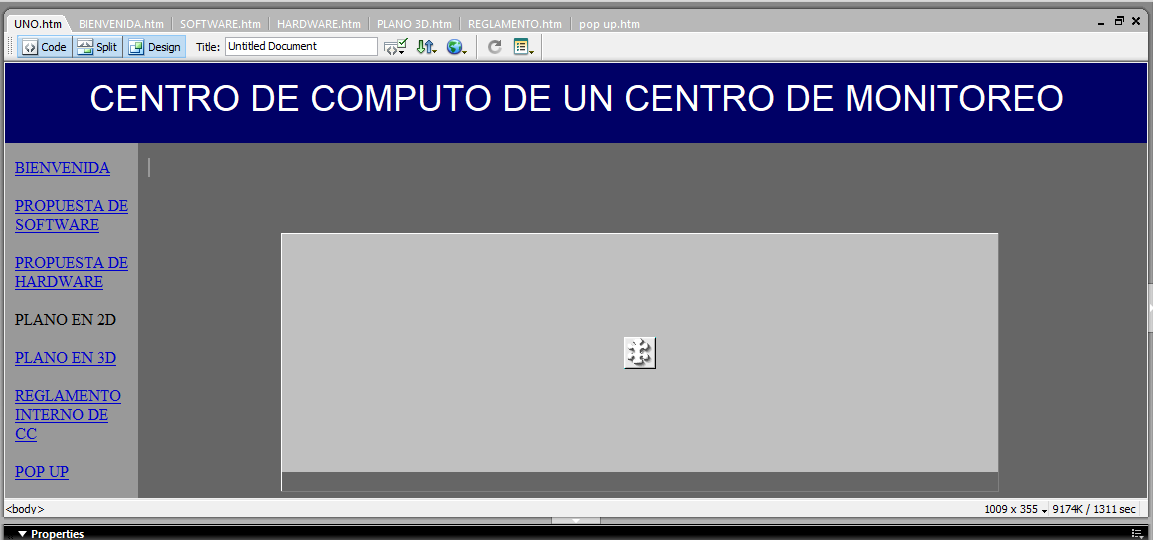 UNO.htm BIENVENIDA.htm SOFTWARE.htm HARDWARE.htm PLANO 3D.htm REGLAMENTO.htm pop up.htm
Code Split Design Title: Untitled Document
CENTRO DE COMPUTO DE UN CENTRO DE MONITOREO
BIENVENIDA
PROPUESTA DE
SOFTWARE
PROPUESTA DE
HARDWARE
PLANO EN 2D
PLANO EN 3D
REGLAMENTO
INTERNO DE
CC
POP UP
<body> 1009 x 355 9174K / 1311 sec
Properties